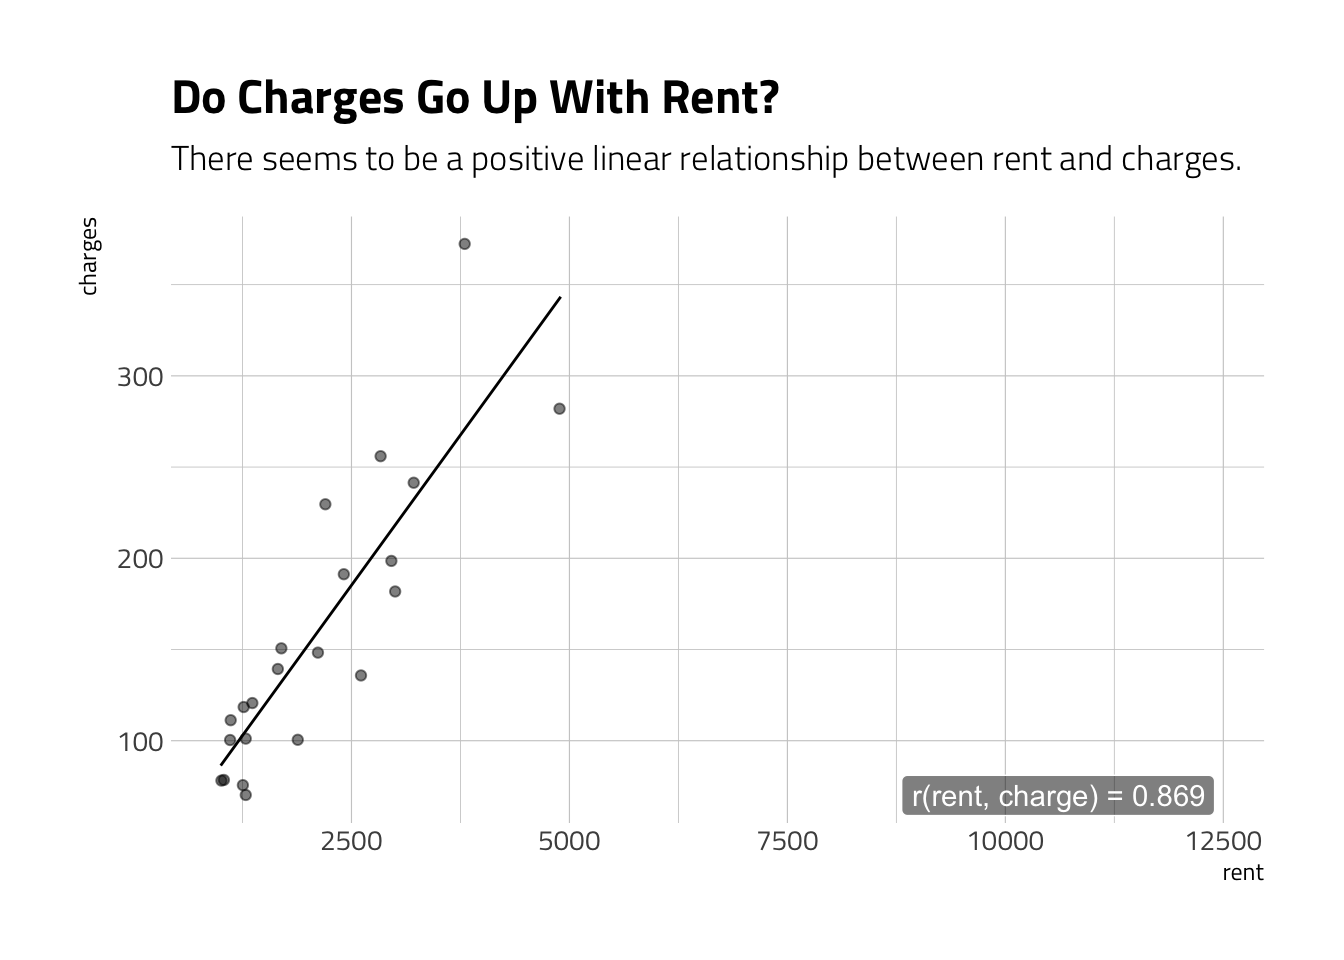 Do Charges Go Up With Rent?
There seems to be a positive linear relationship between rent and charges.
charges
300
200
100
r(rent, charge) = 0.869
2500 5000 7500 10000 12500
rent